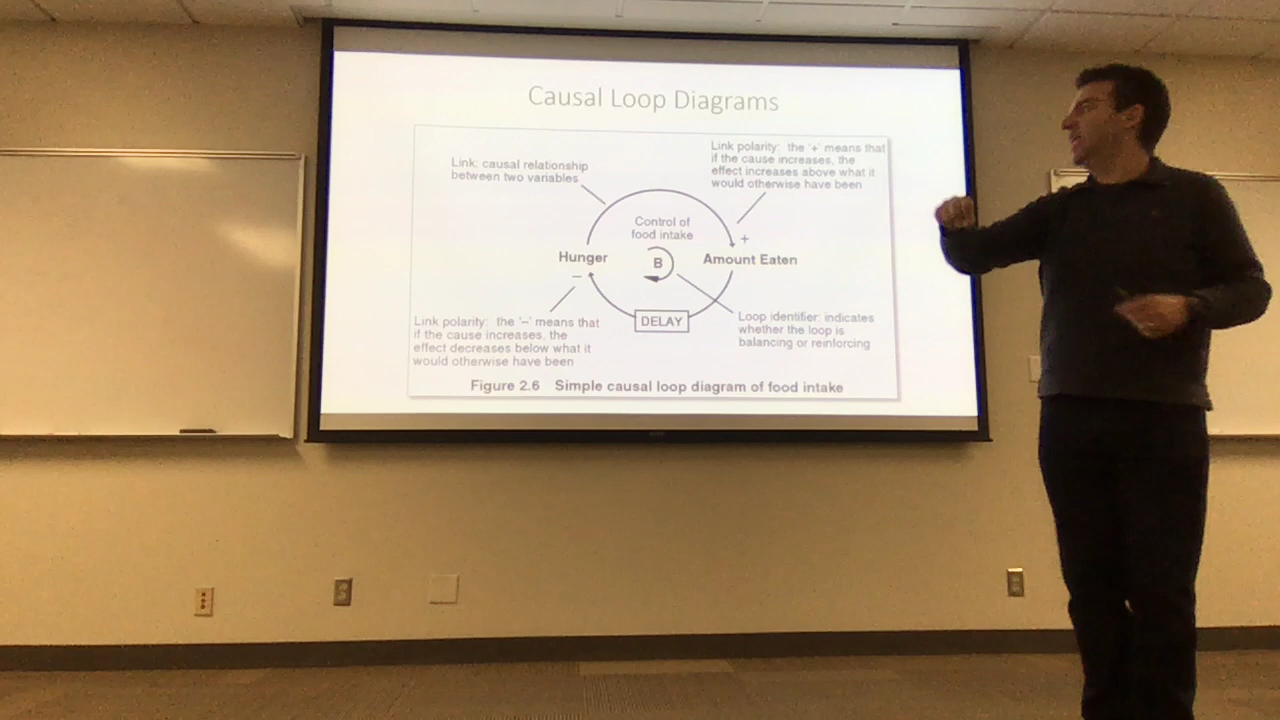 Causal Loop Diagrams
Link: causal relationship
between two variables
Link polarity: the '+' means that
if the cause increases, the
effect increases above what it
would otherwise have been
Control of
food intake
+
Hunger
B
Amount Eaten
–
DELAY
Link polarity: the '–' means that
if the cause increases, the
effect decreases below what it
would otherwise have been
Loop identifier: indicates
whether the loop is
balancing or reinforcing
Figure 2.6 Simple causal loop diagram of food intake